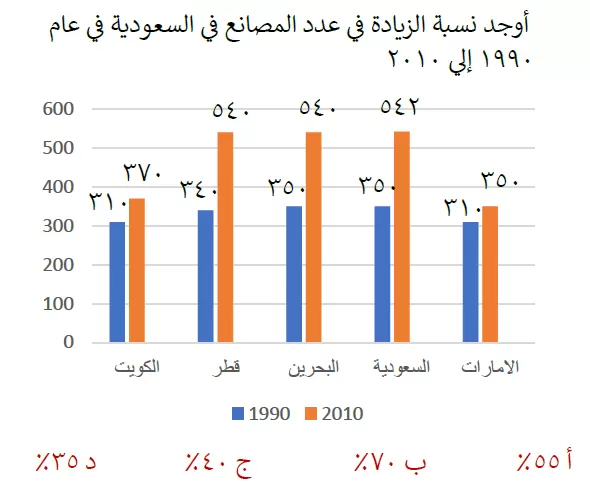 أوجد نسبة الزيادة في عدد المصانع في السعودية في عام
١٩٩٠ إلي ٢٠١٠
600
500
400
300
200
100
0
٣١٠ ٣٧٠ ٣٤٠ ٥٤٠ ٣٥٠ ٥٤٠ ٣٥٠ ٥٤٢ ٣١٠ ٣٥٠
الكويت قطر البحرين السعودية الامارات
1990 2010
أ ٥٥٪ ب ٧٠٪ ج ٤٠٪ د ٣٥٪